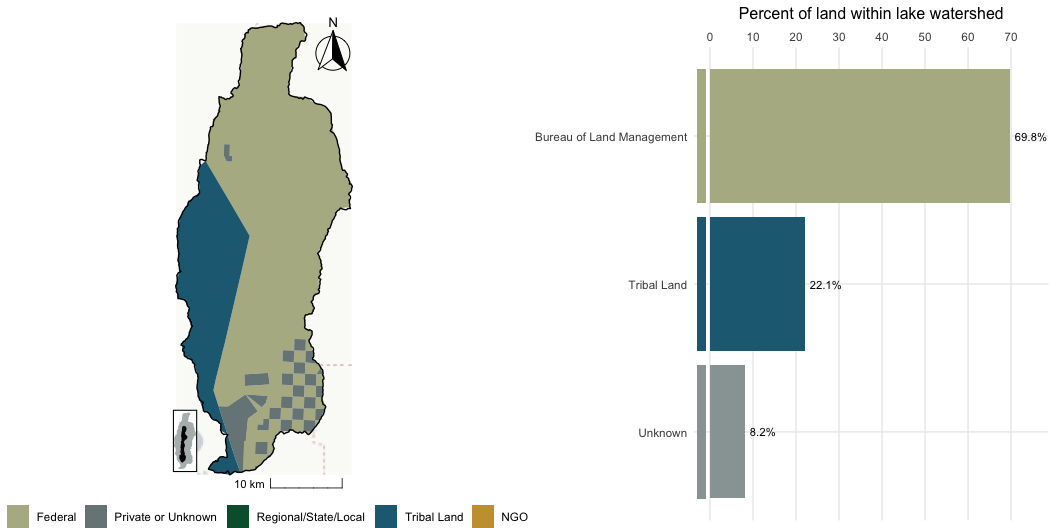 N
10 km
Federal
Private or Unknown
Regional/State/Local
Tribal Land
NGO
Percent of land within lake watershed
0 10 20 30 40 50 60 70
Bureau of Land Management 69.8%
Tribal Land 22.1%
Unknown 8.2%